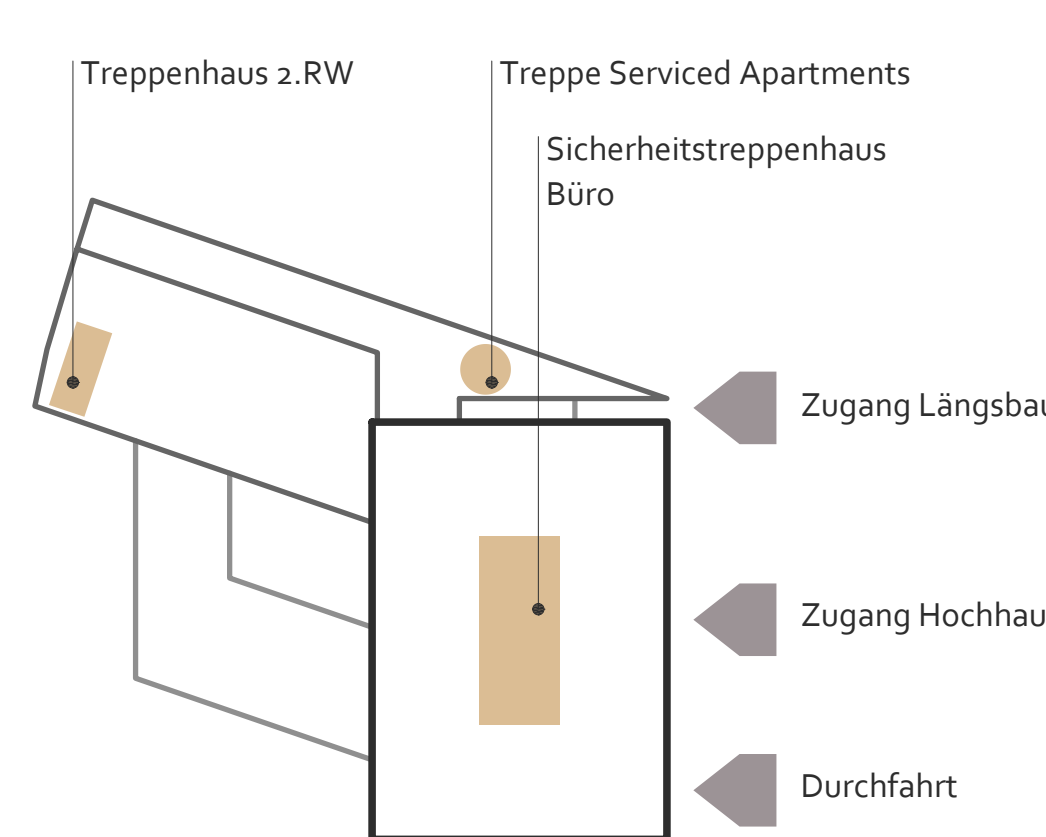 Treppenhaus 2.RW
Treppe Serviced Apartments
Sicherheitstreppenhaus
Büro
Zugang Längsbau
Zugang Hochhau
Durchfahrt